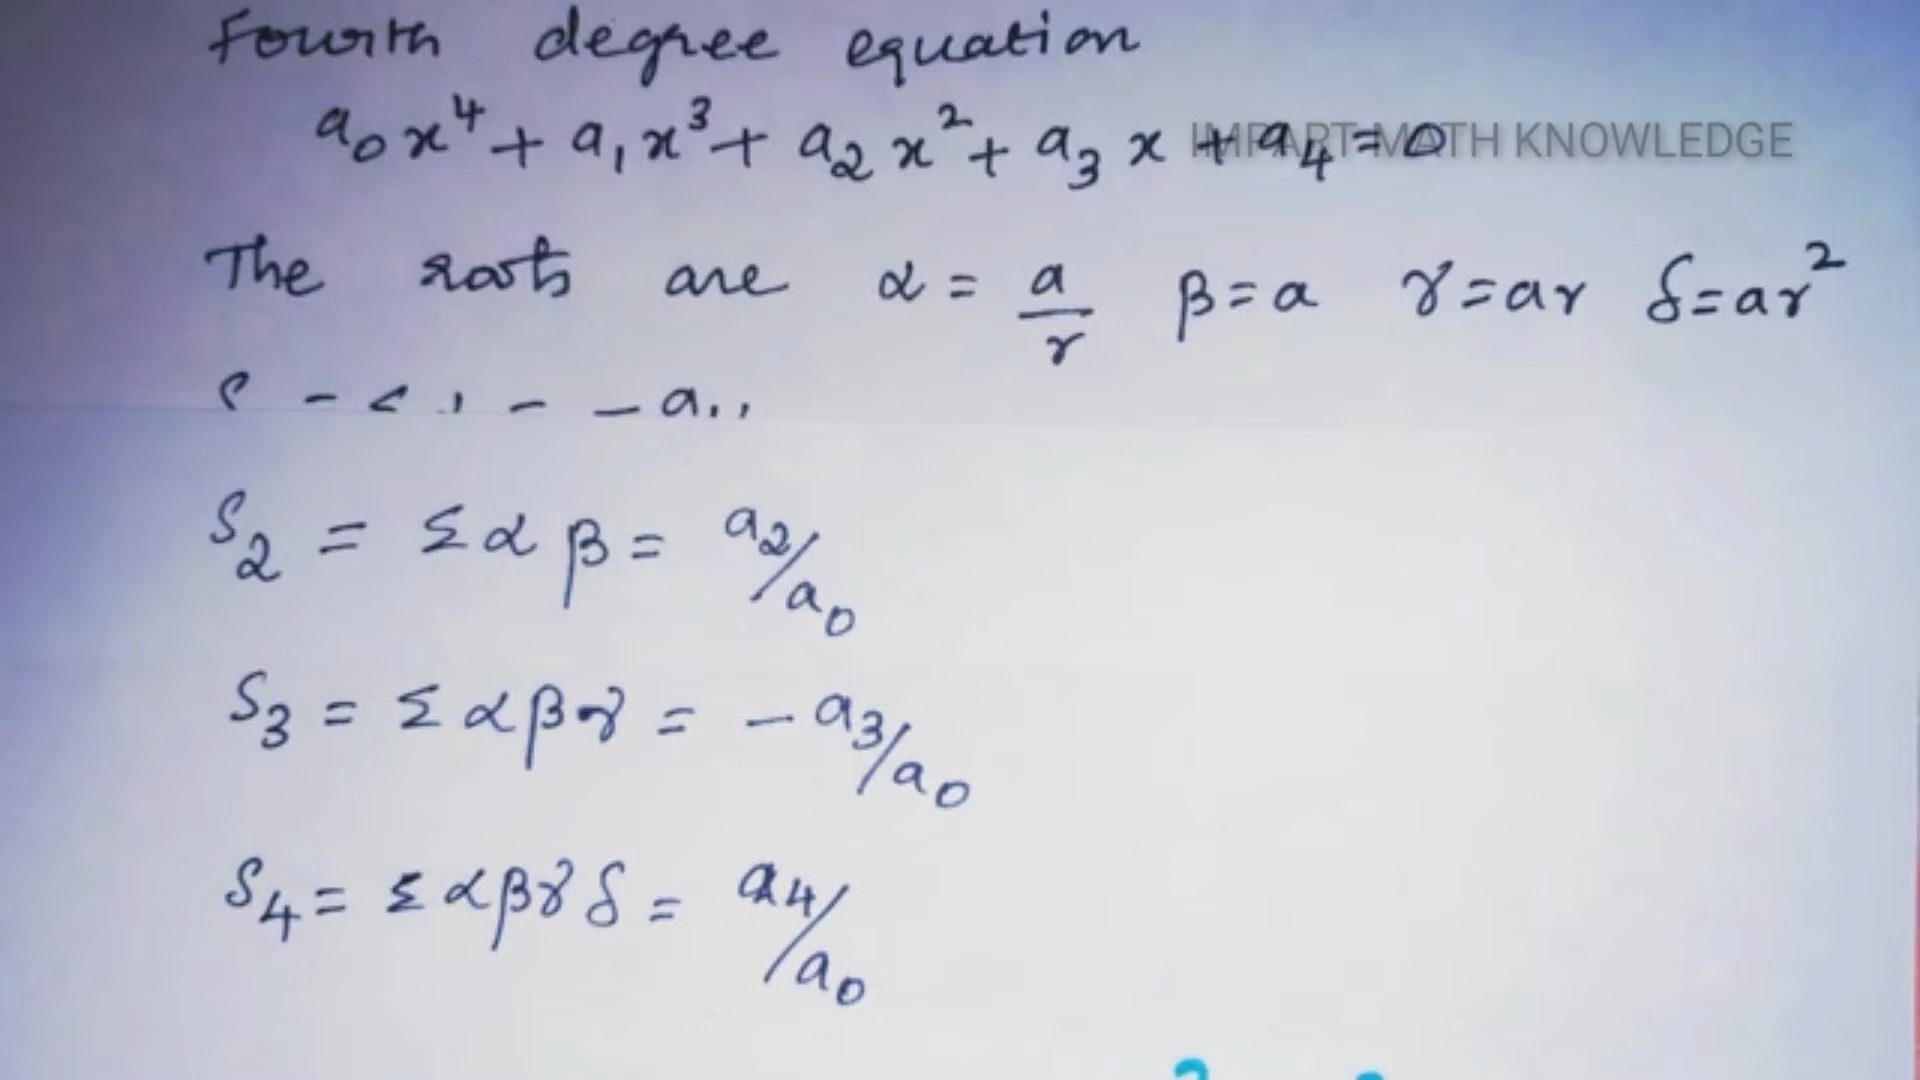 Fourth degree equation
a₀x⁴ + a₁x³ + a₂x² + a₃x + a₄ = 0
IMPART MATH KNOWLEDGE
The roots are α = a/r β = a γ = ar δ = ar²
S₂ = Σαβ = a₂/a₀
S₃ = Σαβγ = -a₃/a₀
S₄ = Σαβγδ = a₄/a₀